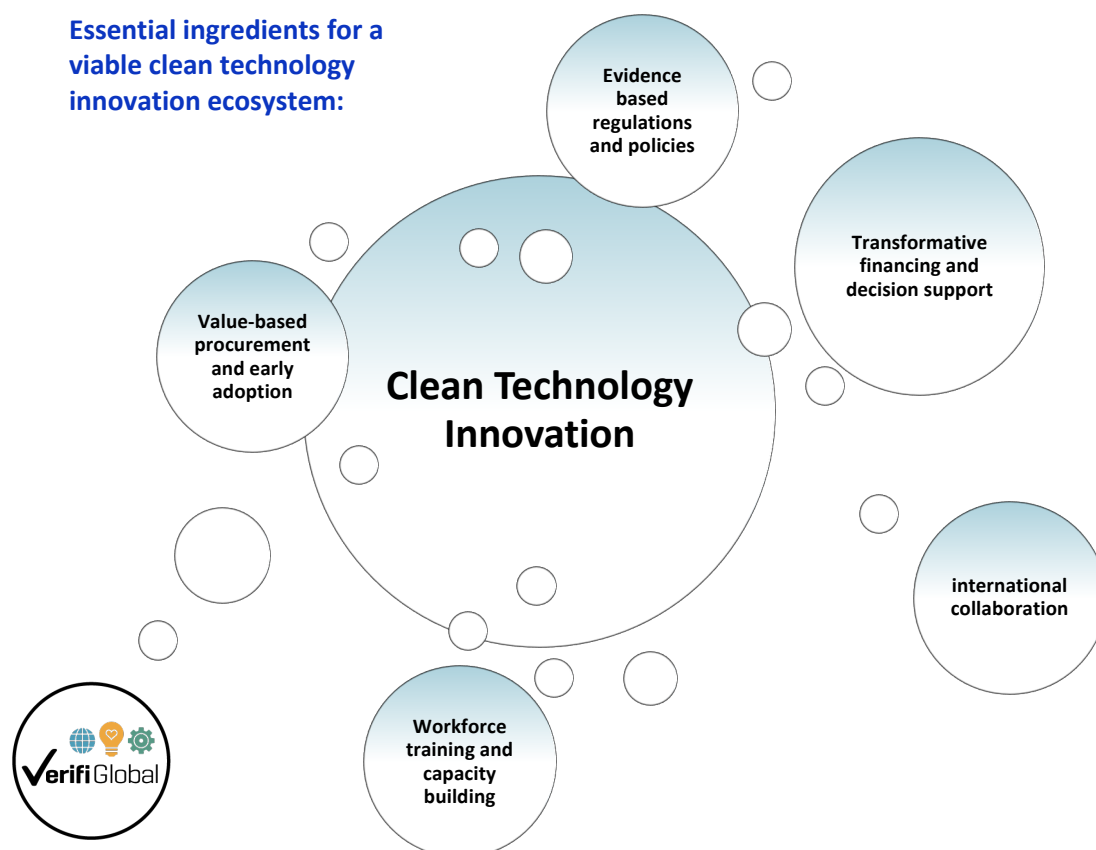 Essential ingredients for a
viable clean technology
innovation ecosystem:
Evidence
based
regulations
and policies
Transformative
financing and
decision support
Value-based
procurement
and early
adoption
Clean Technology
Innovation
international
collaboration
Workforce
training and
capacity
building
VerifiGlobal